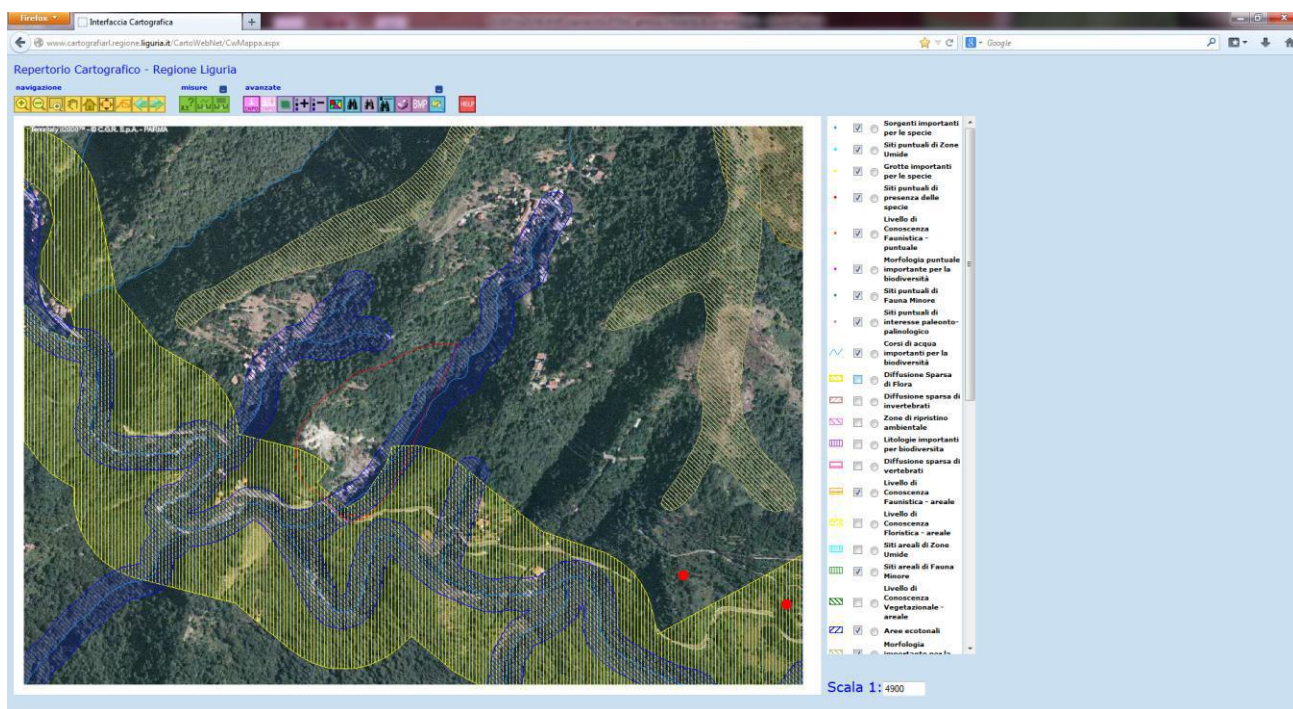 Firefox
Interfaccia Cartografica
+
www.cartografiarl.regione.liguria.it/CartoWebNet/CwMappa.aspx
Google
Repertorio Cartografico - Regione Liguria
navigazione
misure
avanzate
BMP
HELP
© C.G.R. S.p.A. - PARMA
Sorgenti importanti
per le specie
Siti puntuali di Zone
Umide
Grotte importanti
per le specie
Siti puntuali di
presenza delle
specie
Livello di
Conoscenza
Faunistica -
puntuale
Morfologia puntuale
importante per la
biodiversità
Siti puntuali di
Fauna Minore
Siti puntuali di
interesse paleonto-
palinologico
Corsi di acqua
importanti per la
biodiversità
Diffusione Sparsa
di Flora
Diffusione sparsa di
invertebrati
Zone di ripristino
ambientale
Litologie importanti
per biodiversita
Diffusione sparsa di
vertebrati
Livello di
Conoscenza
Faunistica - areale
Livello di
Conoscenza
Floristica - areale
Siti areali di Zone
Umide
Siti areali di Fauna
Minore
Livello di
Conoscenza
Vegetazionale -
areale
Aree ecotonali
Morfologia
importante per la
Scala 1: 4900